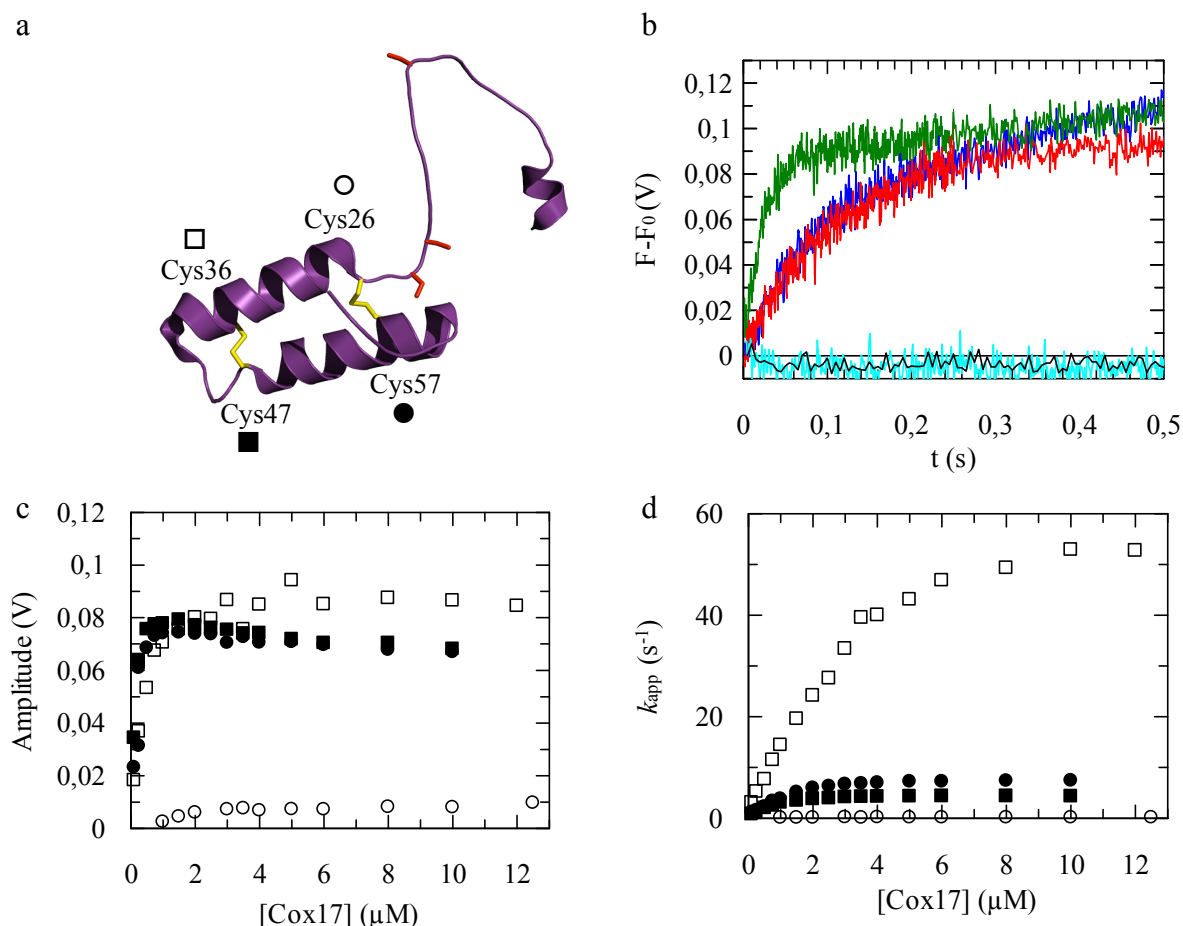 a
Cys26
Cys36
Cys57
Cys47
b
F-F0 (V)
0,12
0,1
0,08
0,06
0,04
0,02
0
0 0,1 0,2 0,3 0,4 0,5
t (s)
c
Amplitude (V)
0,12
0,1
0,08
0,06
0,04
0,02
0
0 2 4 6 8 10 12
[Cox17] (µM)
d
kapp (s-1)
60
40
20
0
0 2 4 6 8 10 12
[Cox17] (µM)